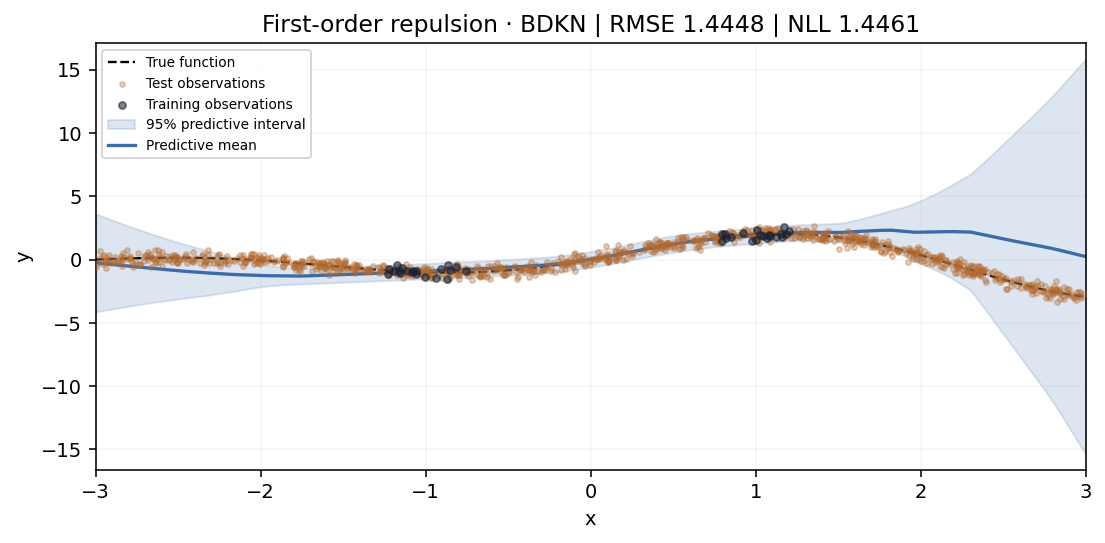 First-order repulsion · BDKN | RMSE 1.4448 | NLL 1.4461
True function
Test observations
Training observations
95% predictive interval
Predictive mean
y
15
10
5
0
−5
−10
−15
−3 −2 −1 0 1 2 3
x